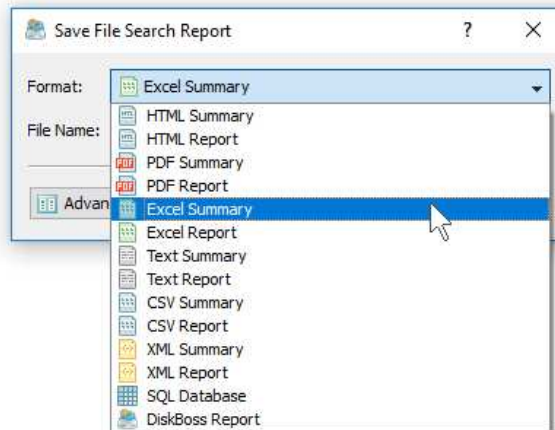 Save File Search Report ?
Format: Excel Summary
HTML Summary
File Name: HTML Report
PDF Summary
PDF Report
Advan Excel Summary
Excel Report
Text Summary
Text Report
CSV Summary
CSV Report
XML Summary
XML Report
SQL Database
DiskBoss Report